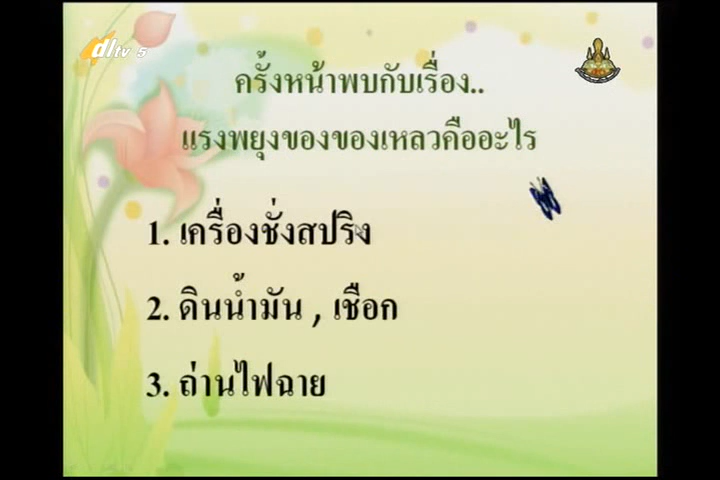 dltv 5
ครั้งหน้าพบกับเรื่อง..
แรงพยุงของของเหลวคืออะไร
1. เครื่องชั่งสปริง
2. ดินน้ำมัน , เชือก
3. ถ่านไฟฉาย